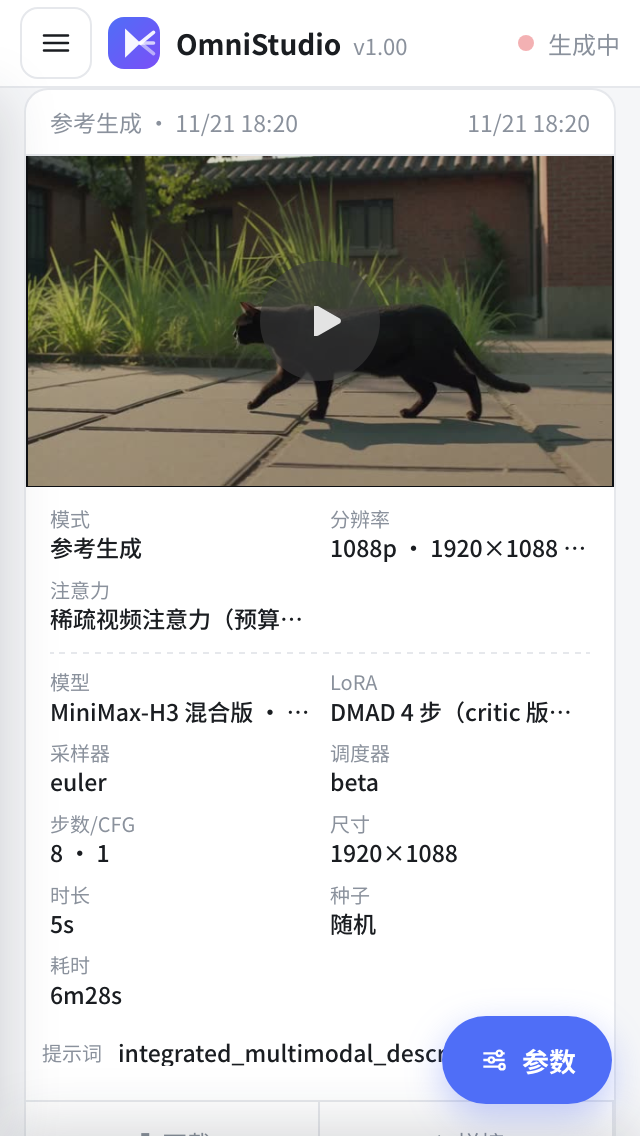 OmniStudio v1.00 生成中
参考生成 · 11/21 18:20 11/21 18:20
模式 分辨率
参考生成 1088p · 1920×1088 …
注意力
稀疏视频注意力（预算…
模型 LoRA
MiniMax-H3 混合版 · … DMAD 4 步（critic 版…
采样器 调度器
euler beta
步数/CFG 尺寸
8 · 1 1920×1088
时长 种子
5s 随机
耗时
6m28s
提示词 integrated_multimodal_descr
参数